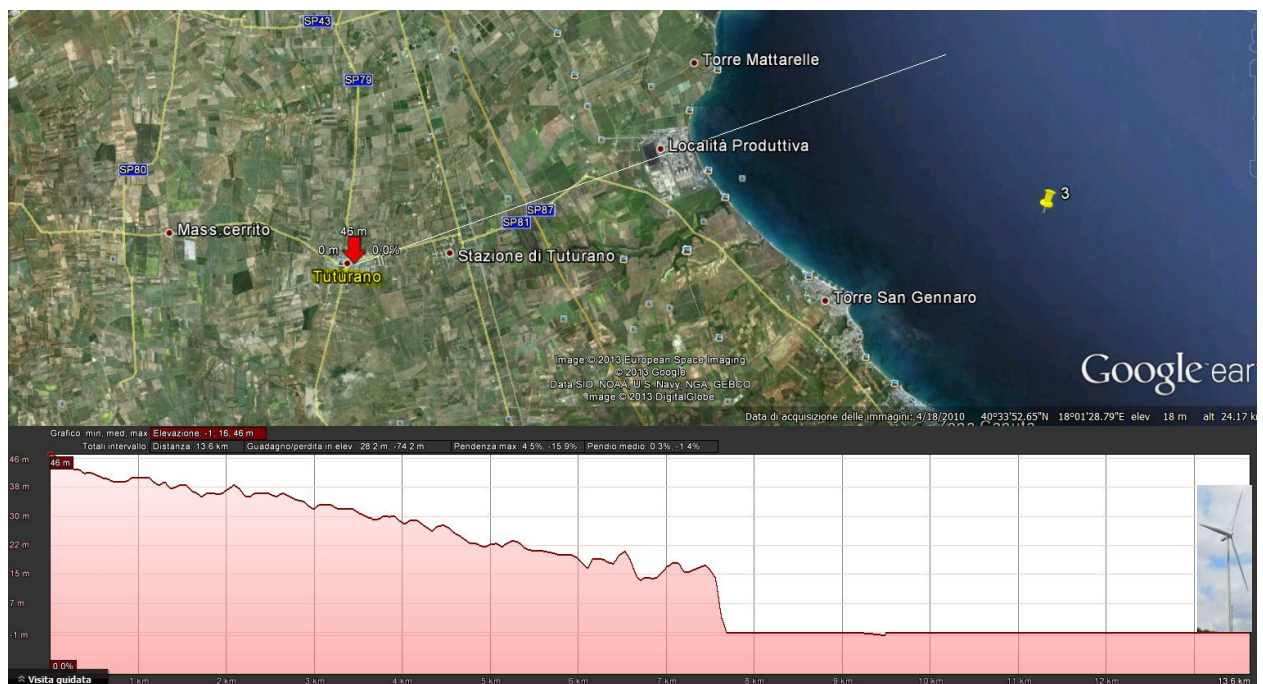 SP43
Torre Mattarelle
SP79
Località Produttiva
SP80
3
SP87
Mass.cerrito
SP81
46 m
0 m
0.0%
Stazione di Tuturano
Tuturano
Torre San Gennaro
Image © 2013 European Space Imaging
© 2013 Google
Data SIO, NOAA, U.S. Navy, NGA, GEBCO
Image © 2013 DigitalGlobe
Google ear
Data di acquisizione delle immagini: 4/18/2010 40°33'52,65"N 18°01'28.79"E elev 18 m alt 24.17 k
Grafico min, med, max Elevazione: -1, 16, 46 m
Totali intervallo: Distanza: 13.6 km Guadagno/perdita in elev. 28.2 m, -74.2 m Pendenza max: 4.5%, -15.9% Pendio medio: 0.3%, -1.4%
46 m
46 m
38 m
30 m
22 m
15 m
7 m
-1 m
0.0%
Visita guidata
1 km
2 km
3 km
4 km
5 km
6 km
7 km
8 km
9 km
10 km
11 km
12 km
13.6 km